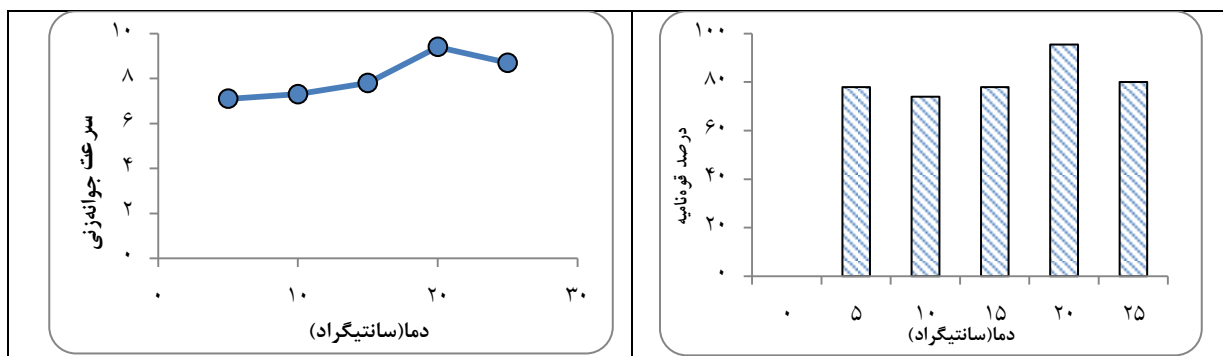 ۱۰
۸
۶
۴
۲
۰
سرعت جوانه‌زنی
۰ ۱۰ ۲۰ ۳۰
دما(سانتیگراد)
۱۰۰
۸۰
۶۰
۴۰
۲۰
۰
درصد قوه‌نامیه
۰ ۵ ۱۰ ۱۵ ۲۰ ۲۵
دما(سانتیگراد)